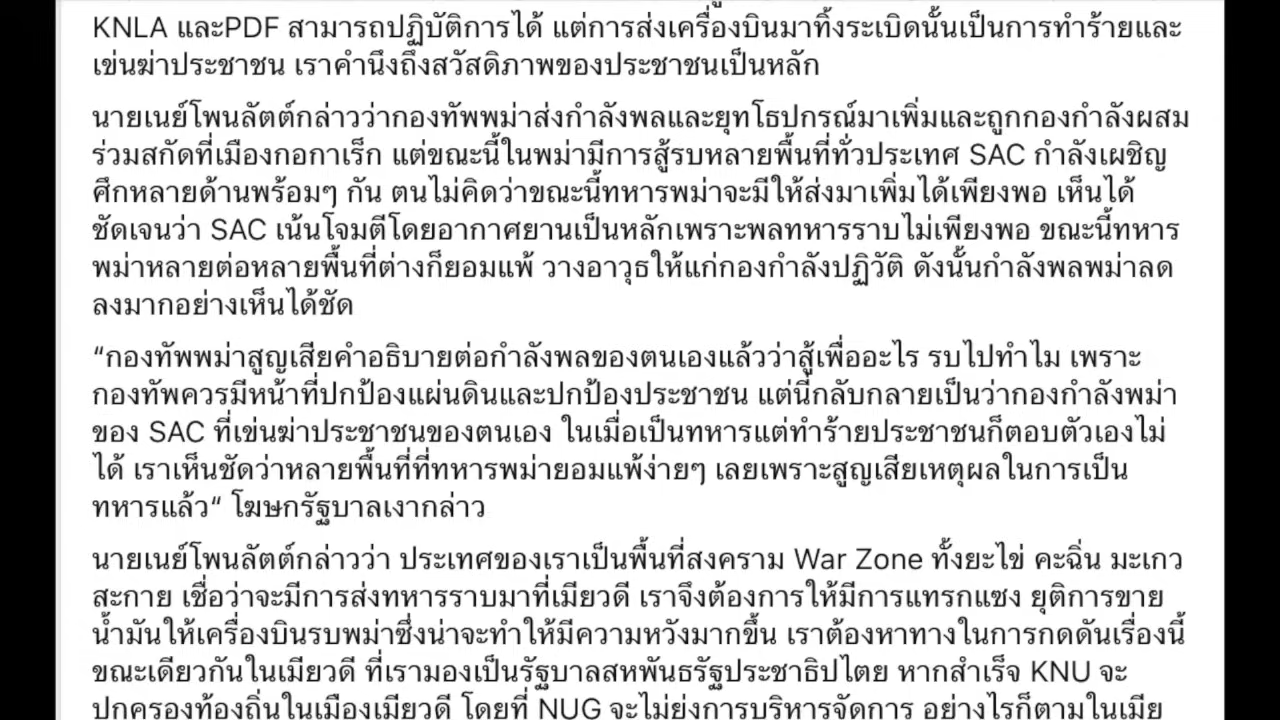 KNLA และPDF สามารถปฏิบัติการได้ แต่การส่งเครื่องบินมาทิ้งระเบิดนั้นเป็นการทำร้ายและ
เข่นฆ่าประชาชน เราคำนึงถึงสวัสดิภาพของประชาชนเป็นหลัก
นายเนย์โพนลัตต์กล่าวว่ากองทัพพม่าส่งกำลังพลและยุทโธปกรณ์มาเพิ่มและถูกกองกำลังผสม
ร่วมสกัดที่เมืองกอกาเร็ก แต่ขณะนี้ในพม่ามีการสู้รบหลายพื้นที่ทั่วประเทศ SAC กำลังเผชิญ
ศึกหลายด้านพร้อมๆ กัน ตนไม่คิดว่าขณะนี้ทหารพม่าจะมีให้ส่งมาเพิ่มได้เพียงพอ เห็นได้
ชัดเจนว่า SAC เน้นโจมตีโดยอากาศยานเป็นหลักเพราะพลทหารราบไม่เพียงพอ ขณะนี้ทหาร
พม่าหลายต่อหลายพื้นที่ต่างก็ยอมแพ้ วางอาวุธให้แก่กองกำลังปฏิวัติ ดังนั้นกำลังพลพม่าลด
ลงมากอย่างเห็นได้ชัด
“กองทัพพม่าสูญเสียคำอธิบายต่อกำลังพลของตนเองแล้วว่าสู้เพื่ออะไร รบไปทำไม เพราะ
กองทัพควรมีหน้าที่ปกป้องแผ่นดินและปกป้องประชาชน แต่นี่กลับกลายเป็นว่ากองกำลังพม่า
ของ SAC ที่เข่นฆ่าประชาชนของตนเอง ในเมื่อเป็นทหารแต่ทำร้ายประชาชนก็ตอบตัวเองไม่
ได้ เราเห็นชัดว่าหลายพื้นที่ที่ทหารพม่ายอมแพ้ง่ายๆ เลยเพราะสูญเสียเหตุผลในการเป็น
ทหารแล้ว“ โฆษกรัฐบาลเงากล่าว
นายเนย์โพนลัตต์กล่าวว่า ประเทศของเราเป็นพื้นที่สงคราม War Zone ทั้งยะไข่ คะฉิ่น มะเกว
สะกาย เชื่อว่าจะมีการส่งทหารราบมาที่เมียวดี เราจึงต้องการให้มีการแทรกแซง ยุติการขาย
น้ำมันให้เครื่องบินรบพม่าซึ่งน่าจะทำให้มีความหวังมากขึ้น เราต้องหาทางในการกดดันเรื่องนี้
ขณะเดียวกันในเมียวดี ที่เรามองเป็นรัฐบาลสหพันธรัฐประชาธิปไตย หากสำเร็จ KNU จะ
ปกครองท้องถิ่นในเมืองเมียวดี โดยที่ NUG จะไม่ยุ่งการบริหารจัดการ อย่างไรก็ตามในเมีย